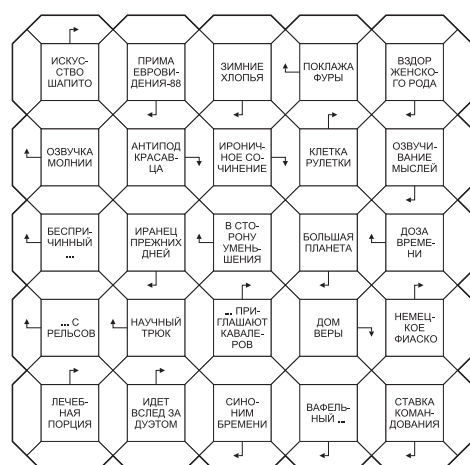 ИСКУС-
СТВО
ШАПИТО
ПРИМА
ЕВРОВИ-
ДЕНИЯ-88
ЗИМНИЕ
ХЛОПЬЯ
ПОКЛАЖА
ФУРЫ
ВЗДОР
ЖЕНСКО-
ГО РОДА
ОЗВУЧКА
МОЛНИИ
АНТИПОД
КРАСАВ-
ЦА
ИРОНИЧ-
НОЕ СО-
ЧИНЕНИЕ
КЛЕТКА
РУЛЕТКИ
ОЗВУЧИ-
ВАНИЕ
МЫСЛЕЙ
БЕСПРИ-
ЧИННЫЙ
...
ИРАНЕЦ
ПРЕЖНИХ
ДНЕЙ
В СТО-
РОНУ
УМЕНЬ-
ШЕНИЯ
БОЛЬШАЯ
ПЛАНЕТА
ДОЗА
ВРЕМЕ-
НИ
... С
РЕЛЬСОВ
НАУЧНЫЙ
ТРЮК
... ПРИ-
ГЛАШАЮТ
КАВАЛЕ-
РОВ
ДОМ
ВЕРЫ
НЕМЕЦ-
КОЕ
ФИАСКО
ЛЕЧЕБ-
НАЯ
ПОРЦИЯ
ИДЕТ
ВСЛЕД ЗА
ДУЭТОМ
СИНО-
НИМ
БРЕМЕНИ
ВАФЕЛЬ-
НЫЙ ...
СТАВКА
КОМАН-
ДОВАНИЯ